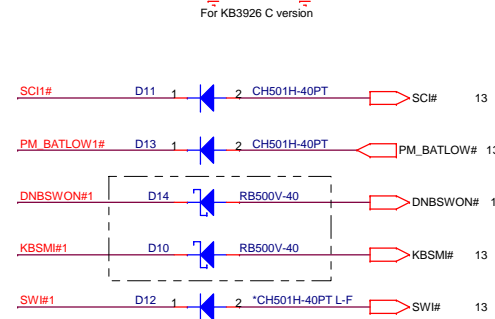 For KB3926 C version
SCI1# D11 1 2 CH501H-40PT SCI# 13
PM_BATLOW1# D13 1 2 CH501H-40PT PM_BATLOW# 13
DNBSWON#1 D14 RB500V-40 DNBSWON# 1
KBSMI#1 D10 RB500V-40 KBSMI# 13
SWI#1 D12 1 2 *CH501H-40PT L-F SWI# 13